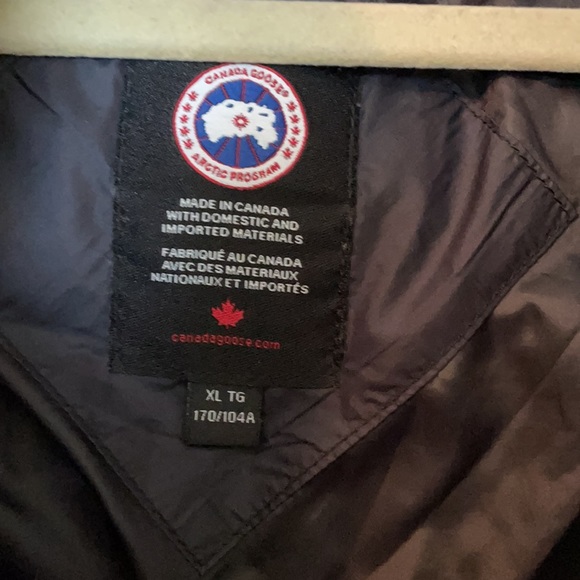 CANADA GOOSE®
ARCTIC PROGRAM
MADE IN CANADA
WITH DOMESTIC AND
IMPORTED MATERIALS
FABRIQUÉ AU CANADA
AVEC DES MATERIAUX
NATIONAUX ET IMPORTÉS
canadagoose.com
XL TG
170/104A